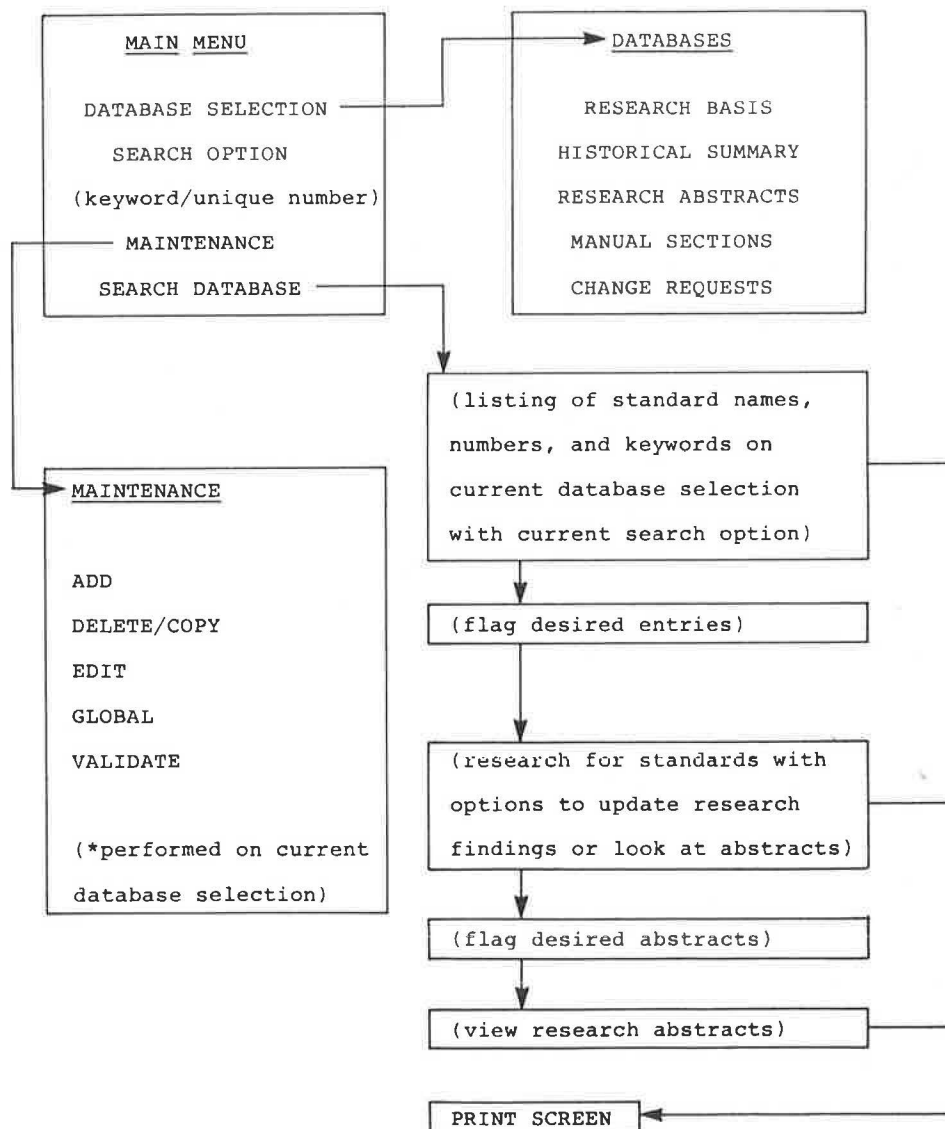 MAIN MENU
DATABASE SELECTION
SEARCH OPTION
(keyword/unique number)
MAINTENANCE
SEARCH DATABASE
DATABASES
RESEARCH BASIS
HISTORICAL SUMMARY
RESEARCH ABSTRACTS
MANUAL SECTIONS
CHANGE REQUESTS
(listing of standard names,
numbers, and keywords on
current database selection
with current search option)
(flag desired entries)
(research for standards with
options to update research
findings or look at abstracts)
(flag desired abstracts)
(view research abstracts)
PRINT SCREEN
MAINTENANCE
ADD
DELETE/COPY
EDIT
GLOBAL
VALIDATE
(*performed on current
database selection)